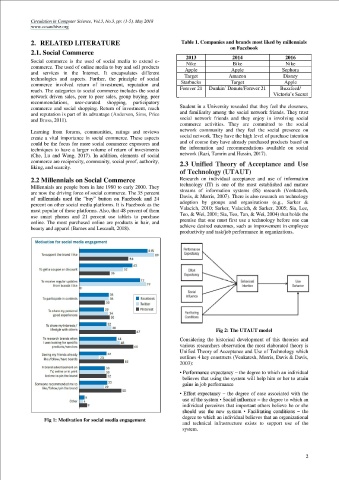 Circulation in Computer Science, Vol.3, No.3, pp: (1-5), May 2018
www.ccsarchive.org
2. RELATED LITERATURE
2.1. Social Commerce
Social commerce is the used of social media to extend e-
commerce. The used of online media to buy and sell products
and services in the Internet. It encapsulates different
technologies and aspects. Further, the principle of social
commerce involved return of investment, reputation and
reach. The categories in social commerce includes the social
network driven sales, peer to peer sales, group buying, peer
recommendations, user-curated shopping, participatory
commerce and social shopping. Return of investment, reach
and reputation is part of its advantage
Learning from forums, communities, ratings and reviews
create a vital importance to social commerce. These aspects
could be the focus for more social commerce exposures and
techniques to have a larger volume of return of investments
(Che, Lu and Wang, 2017). In addition, elements of social
commerce are reciprocity, community, social proof, authority,
liking, and scarcity.
2.2 Millennials on Social Commerce
Millennials are people born in late 1980 to early 2000. They
are now the driving force of social commerce. The 35 percent
of millennials used the "buy" button on Facebook and 24
percent on other social media platforms. It is Facebook as the
most popular of these platforms. Also, that 48 percent of them
use smart phones and 21 percent use tablets to purchase
online. The most purchased online are products in hair, and
beauty and apparel (Barnes and Lescault, 2016).
Motivation for social media engagement
Facebook
Twitter
Pinterest
Other
Fig 1: Motivation for social media engagement
Table 1. Companies and brands most liked by millennials
on Facebook
2013 2014 2016
Nike Nike Nike
Apple Apple Sephora
Target Amazon Disney
Starbucks Target Apple
Forever 21 Dunkin' Donuts/Forever 21 Buzzfeed/
Victoria's Secret
Student in a University revealed that they feel the closeness,
and familiarity among the social network friends. They trust
social network friends and they enjoy in involving social
commerce activities. They are committed to the social
network community and they feel the social presence on
social network. They have the high level of purchase intention
and of course they have already purchased products based on
the information and recommendations available on social
network
2.3 Unified Theory of Acceptance and Use
of Technology (UTAUT)
Research on individual acceptance and use of information
technology (IT) is one of the most established and mature
streams of information systems (IS) research (Venkatesh,
Davis, & Morris, 2007). There is also research on technology
adoption by groups and organizations (e.g., Sarker &
Valacich, 2010; Sarker, Valacich, & Sarker, 2005; Sia, Lee,
Teo, & Wei, 2001; Sia, Teo, Tan, & Wei, 2004) that holds the
premise that one must first use a technology before one can
achieve desired outcomes, such as improvement in employee
productivity and task/job performance in organizations.
Performance
Expectancy
Effort
Expectancy
Social
Influence
Facilitating
Conditions
Behavioral
Intention
Use
Behavior
Fig 2: The UTAUT model
Considering the historical development of this theories and
various researchers observation the most elaborated theory is
Unified Theory of Acceptance and Use of Technology which
outlines 4 key constructs (Venkatesh, Morris, Davis & Davis,
2003):
• Performance expectancy – the degree to which an individual
believes that using the system will help him or her to attain
gains in job performance
• Effort expectancy – the degree of ease associated with the
use of the system • Social influence – the degree to which an
individual perceives that important others believe he or she
should use the new system • Facilitating conditions – the
degree to which an individual believes that an organizational
and technical infrastructure exists to support use of the
system.
2